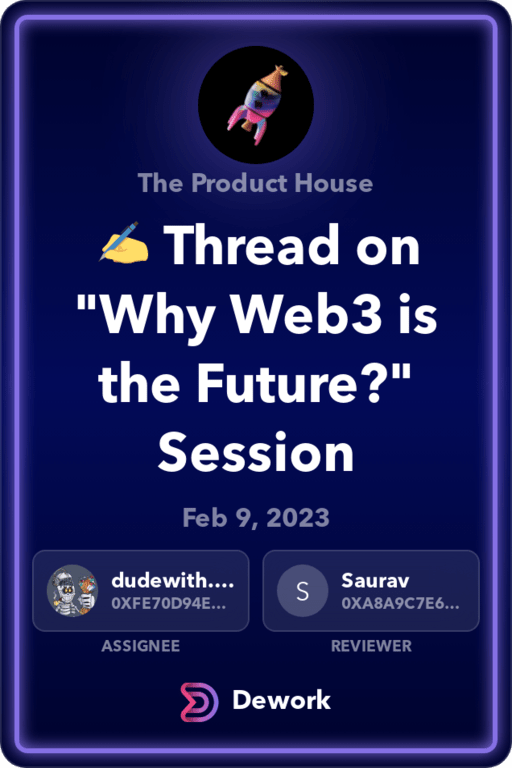 The Product House
✍️ Thread on
"Why Web3 is
the Future?"
Session
Feb 9, 2023
dudewith....
0XFE70D94E...
ASSIGNEE
S
Saurav
0XA8A9C7E6...
REVIEWER
Dework